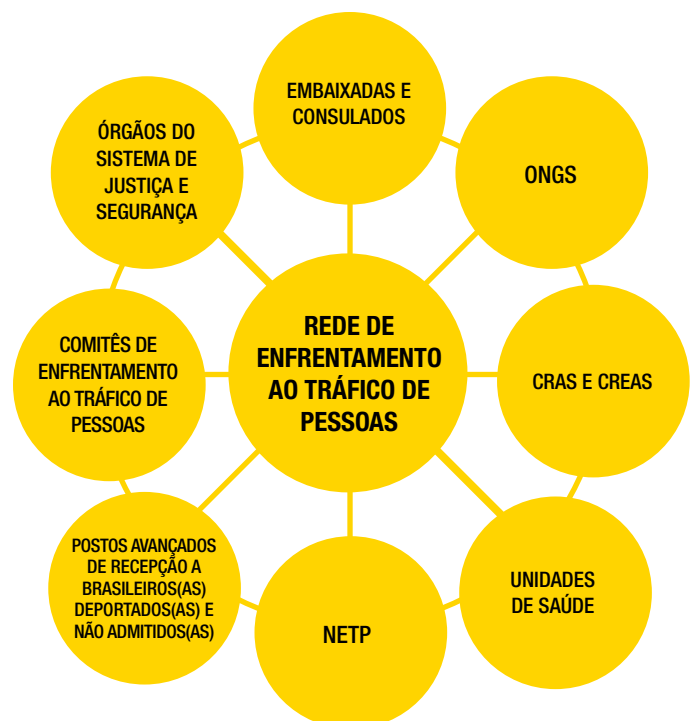 EMBAIXADAS E
CONSULADOS
ONGS
CRAS E CREAS
UNIDADES
DE SAÚDE
NETP
POSTOS AVANÇADOS
DE RECEPÇÃO A
BRASILEIROS(AS)
DEPORTADOS(AS) E
NÃO ADMITIDOS(AS)
COMITÊS DE
ENFRENTAMENTO
AO TRÁFICO DE
PESSOAS
ÓRGÃOS DO
SISTEMA DE
JUSTIÇA E
SEGURANÇA
REDE DE
ENFRENTAMENTO
AO TRÁFICO DE
PESSOAS